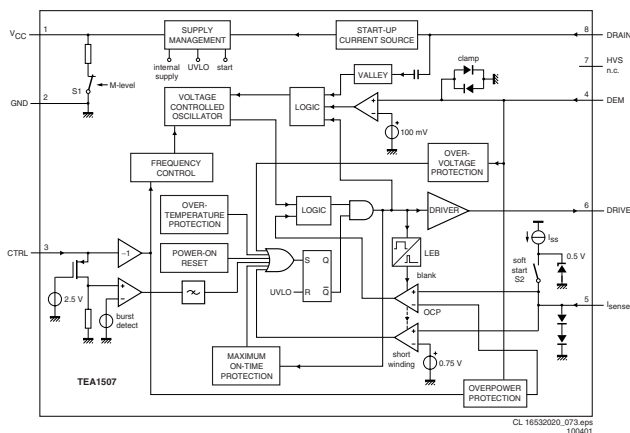 VCC 1
SUPPLY
MANAGEMENT
START-UP
CURRENT SOURCE
8 DRAIN
internal
supply
UVLO
start
S1
M-level
VALLEY
clamp
7 HVS
n.c.
GND 2
VOLTAGE
CONTROLLED
OSCILLATOR
LOGIC
4 DEM
100 mV
FREQUENCY
CONTROL
OVER-
VOLTAGE
PROTECTION
OVER-
TEMPERATURE
PROTECTION
LOGIC
DRIVER
6 DRIVER
LEB
blank
Iss
soft
start
S2
0.5 V
CTRL 3
−1
POWER-ON
RESET
S Q
UVLO R Q
2.5 V
burst
detect
OCP
5 Isense
short
winding
0.75 V
MAXIMUM
ON-TIME
PROTECTION
OVERPOWER
PROTECTION
TEA1507
CL 16532020_073.eps
100401